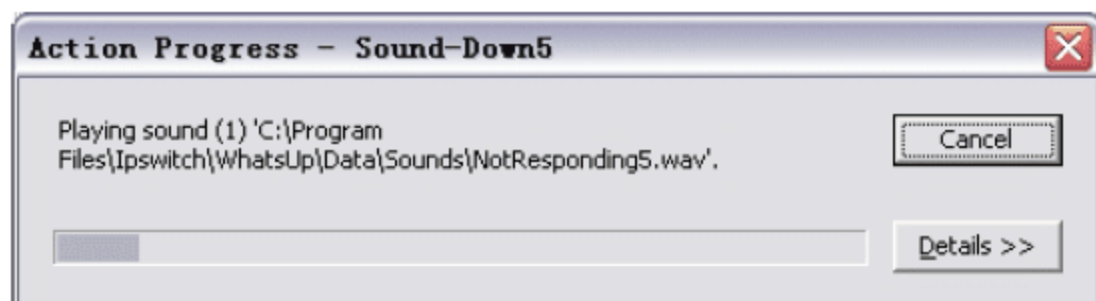 Action Progress - Sound-Down5
Playing sound (1) 'C:\Program
Files\Ipswitch\WhatsUp\Data\Sounds\NotResponding5.wav'.
Cancel
Details >>